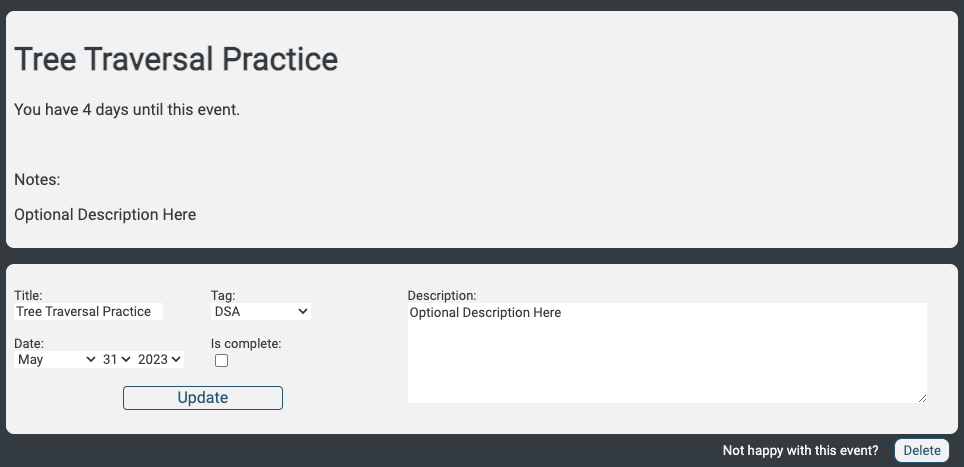 Tree Traversal Practice
You have 4 days until this event.
Notes:
Optional Description Here
Title:
Tree Traversal Practice
Tag:
DSA
Date:
May 31 2023
Is complete:
Update
Description:
Optional Description Here
Not happy with this event? Delete